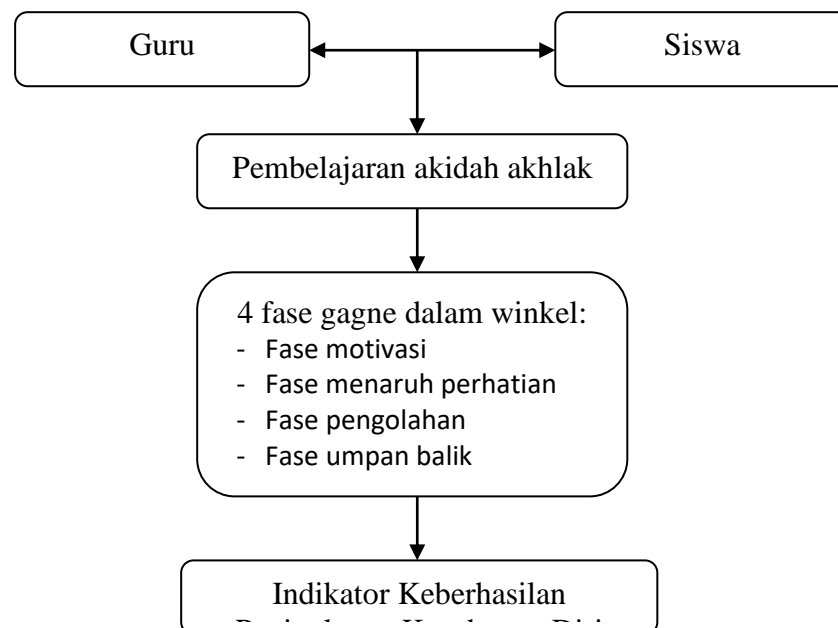 Guru
Siswa
Pembelajaran akidah akhlak
4 fase gagne dalam winkel:
- Fase motivasi
- Fase menaruh perhatian
- Fase pengolahan
- Fase umpan balik
Indikator Keberhasilan